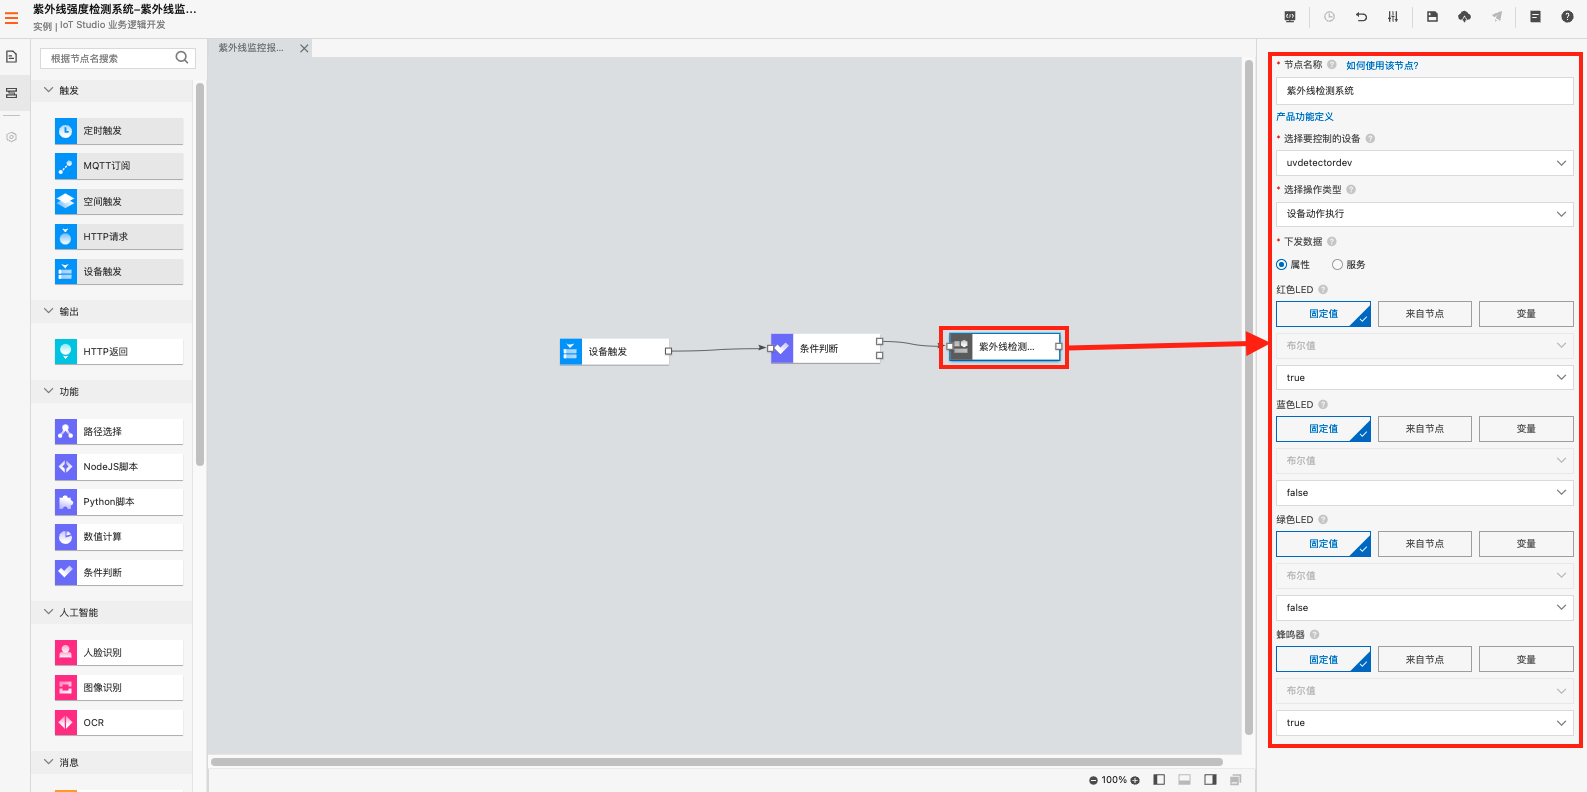 紫外线强度检测系统-紫外线监...
实例 | IoT Studio 业务逻辑开发
根据节点名搜索
触发
定时触发
MQTT订阅
空间触发
HTTP请求
设备触发
输出
HTTP返回
功能
路径选择
NodeJS脚本
Python脚本
数值计算
条件判断
人工智能
人脸识别
图像识别
OCR
消息
紫外线监控报...
设备触发
条件判断
紫外线检测...
100%
* 节点名称 如何使用该节点?
紫外线检测系统
产品功能定义
* 选择要控制的设备
uvdetectordev
* 选择操作类型
设备动作执行
* 下发数据
属性 服务
红色LED
固定值 来自节点 变量
布尔值
true
蓝色LED
固定值 来自节点 变量
布尔值
false
绿色LED
固定值 来自节点 变量
布尔值
false
蜂鸣器
固定值 来自节点 变量
布尔值
true